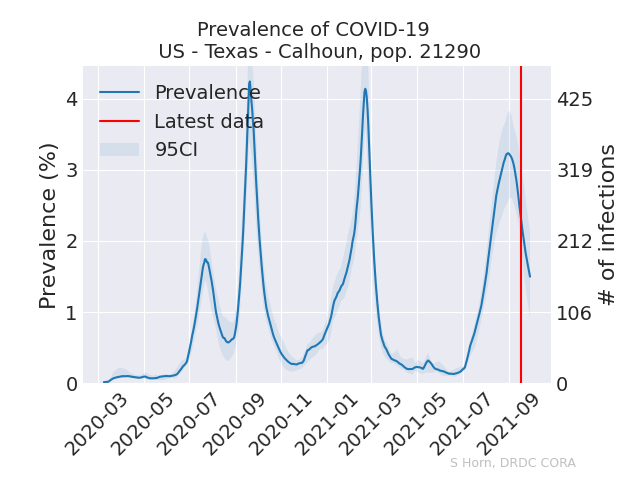 Prevalence of COVID-19
US - Texas - Calhoun, pop. 21290
Prevalence
Latest data
95CI
Prevalence (%)
4
3
2
1
0
425
319
212
106
0
# of infections
2020-03
2020-05
2020-07
2020-09
2020-11
2021-01
2021-03
2021-05
2021-07
2021-09
S Horn, DRDC CORA